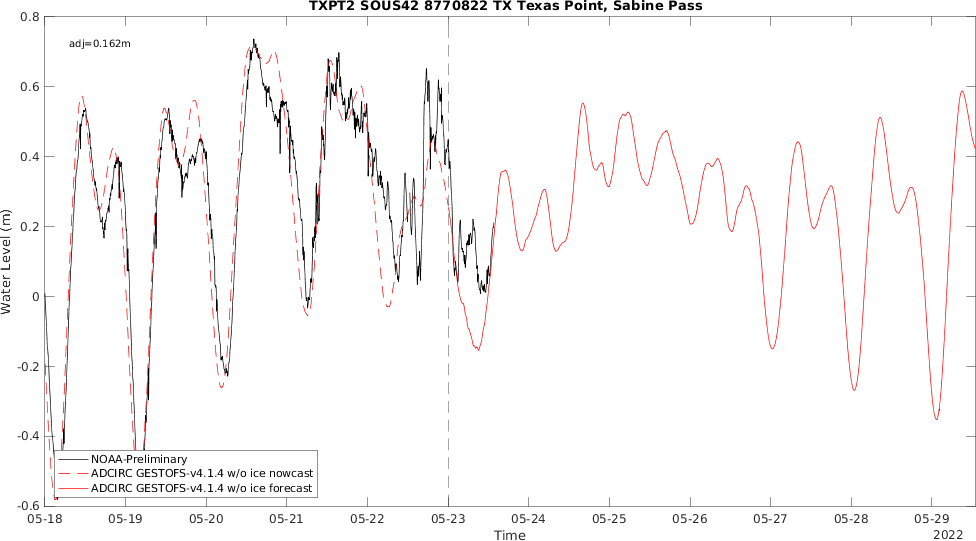 TXPT2 SOUS42 8770822 TX Texas Point, Sabine Pass
0.8
adj=0.162m
0.6
0.4
0.2
0
-0.2
-0.4
-0.6
Water Level (m)
NOAA-Preliminary
ADCIRC GESTOFS-v4.1.4 w/o ice nowcast
ADCIRC GESTOFS-v4.1.4 w/o ice forecast
05-18 05-19 05-20 05-21 05-22 05-23 05-24 05-25 05-26 05-27 05-28 05-29
Time
2022